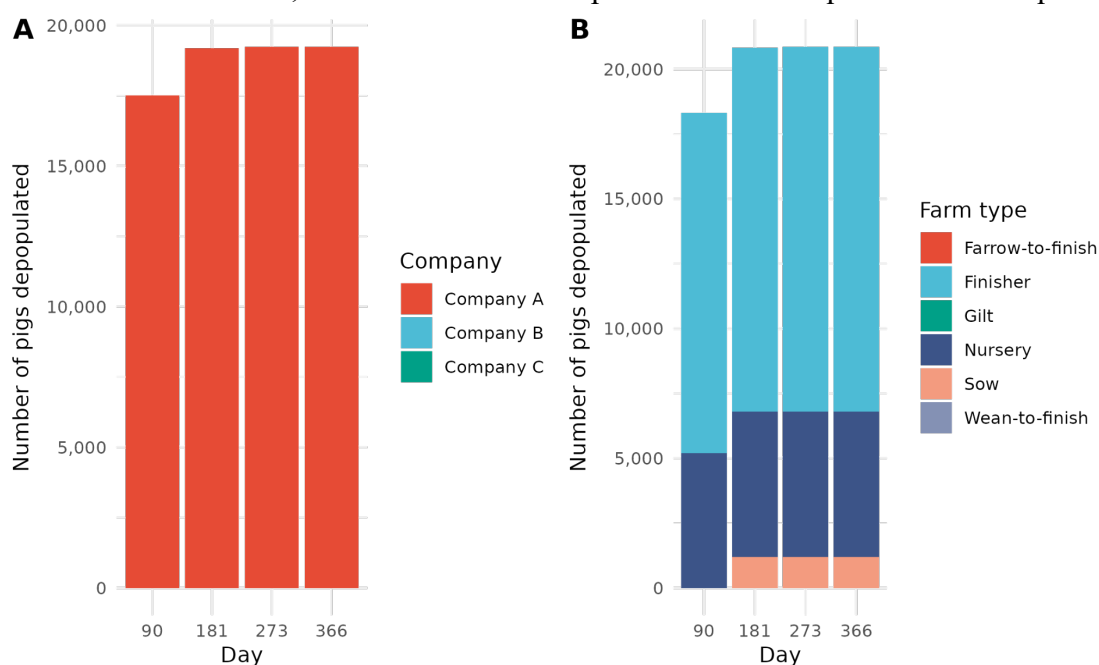 A
20,000
15,000
10,000
5,000
0
Number of pigs depopulated
90 181 273 366
Day
Company
Company A
Company B
Company C
B
20,000
15,000
10,000
5,000
0
Number of pigs depopulated
90 181 273 366
Day
Farm type
Farrow-to-finish
Finisher
Gilt
Nursery
Sow
Wean-to-finish